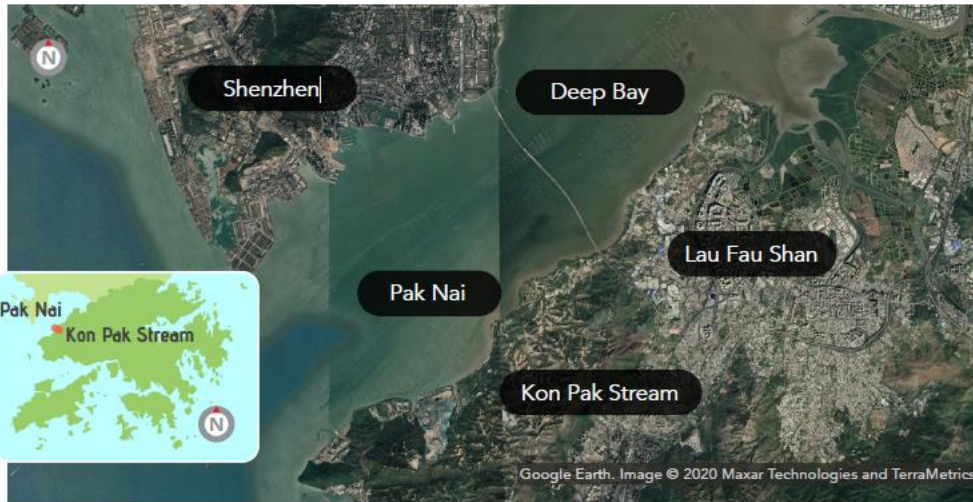 N
Shenzhen
Deep Bay
Lau Fau Shan
Pak Nai
Pak Nai
Kon Pak Stream
Kon Pak Stream
N
Google Earth. Image © 2020 Maxar Technologies and TerraMetrics